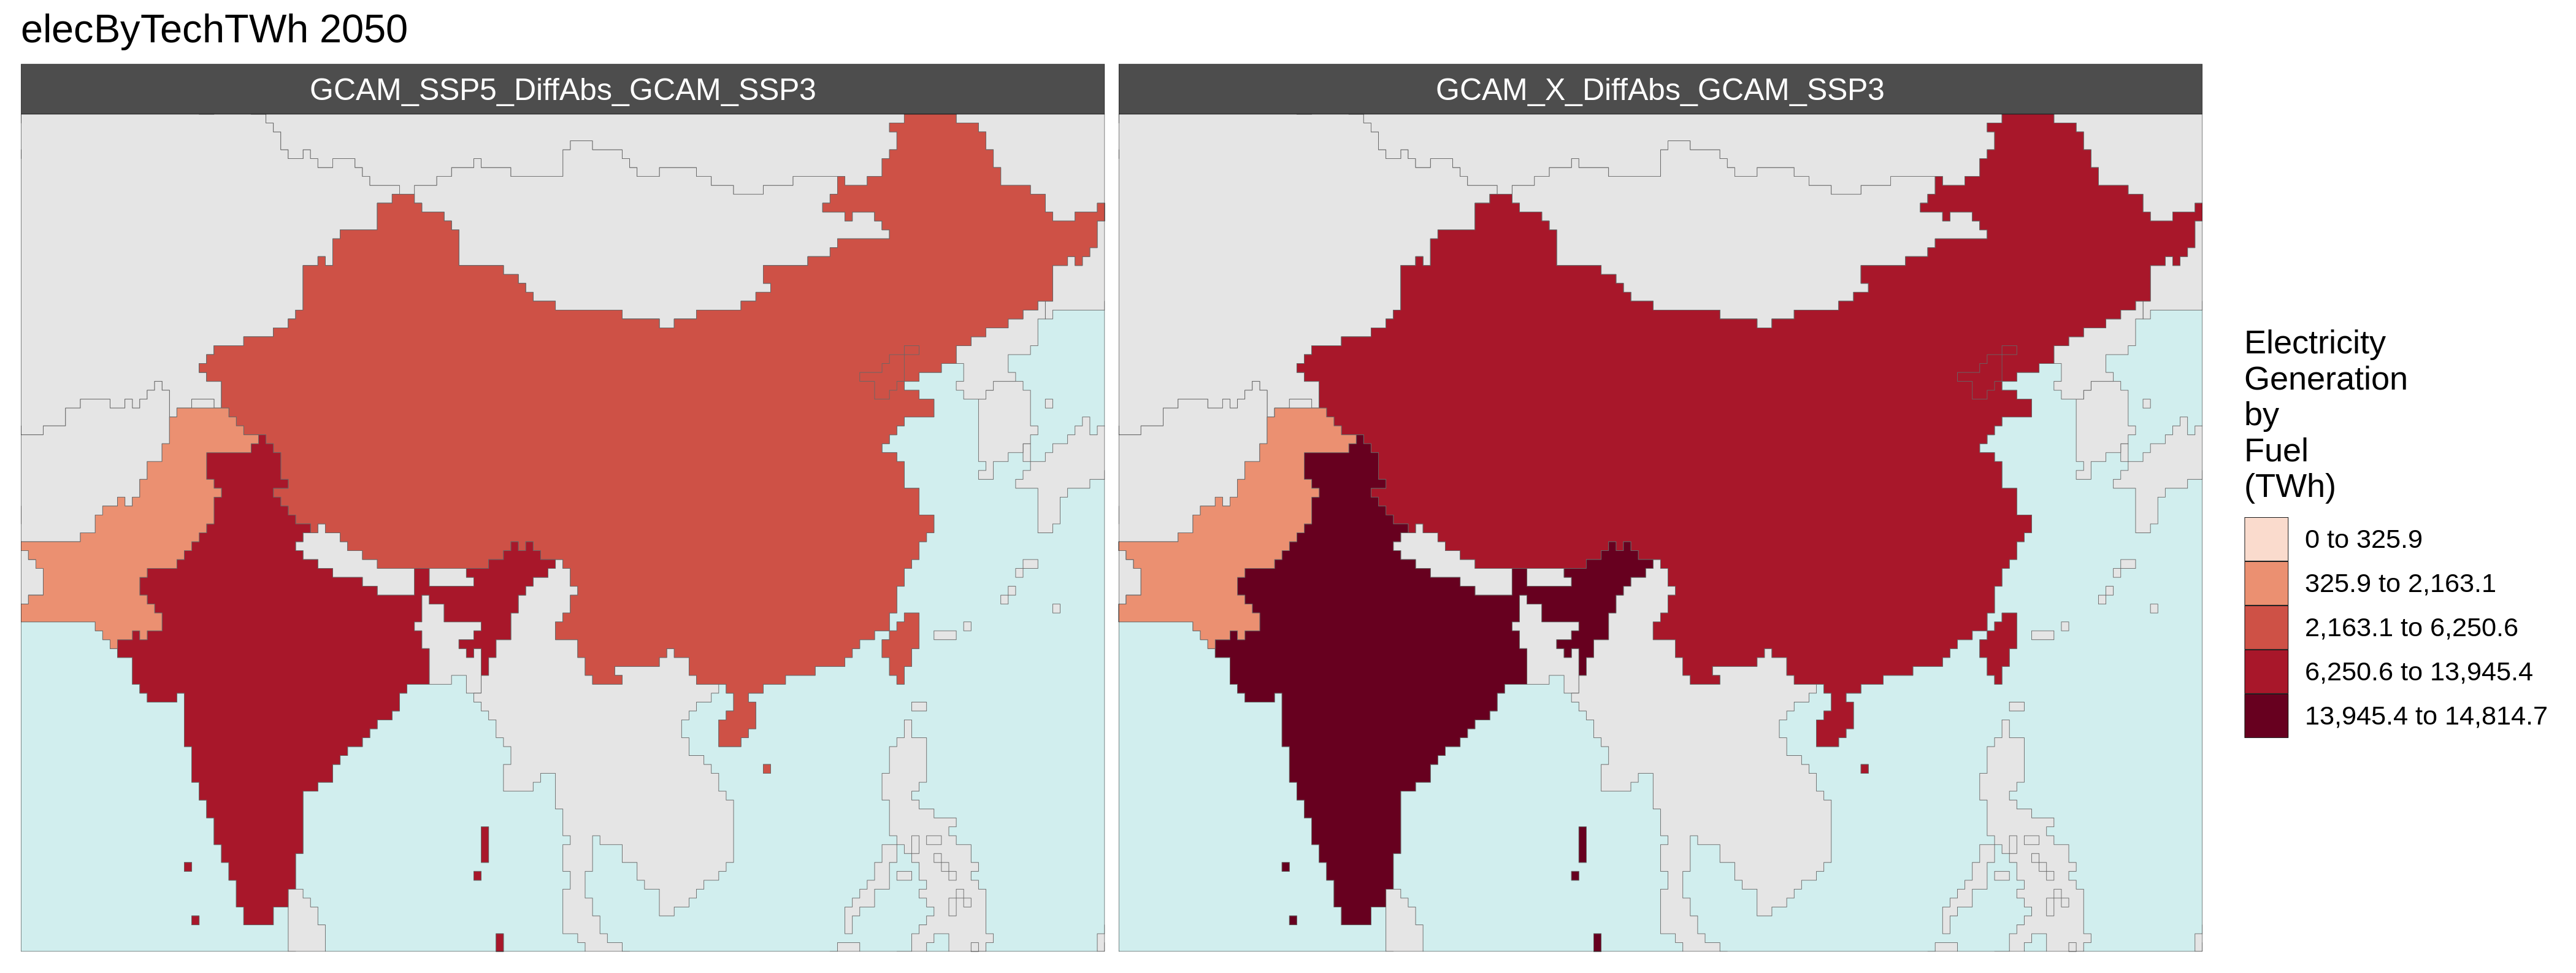 elecByTechTWh 2050
GCAM_SSP5_DiffAbs_GCAM_SSP3
GCAM_X_DiffAbs_GCAM_SSP3
Electricity
Generation
by
Fuel
(TWh)
0 to 325.9
325.9 to 2,163.1
2,163.1 to 6,250.6
6,250.6 to 13,945.4
13,945.4 to 14,814.7